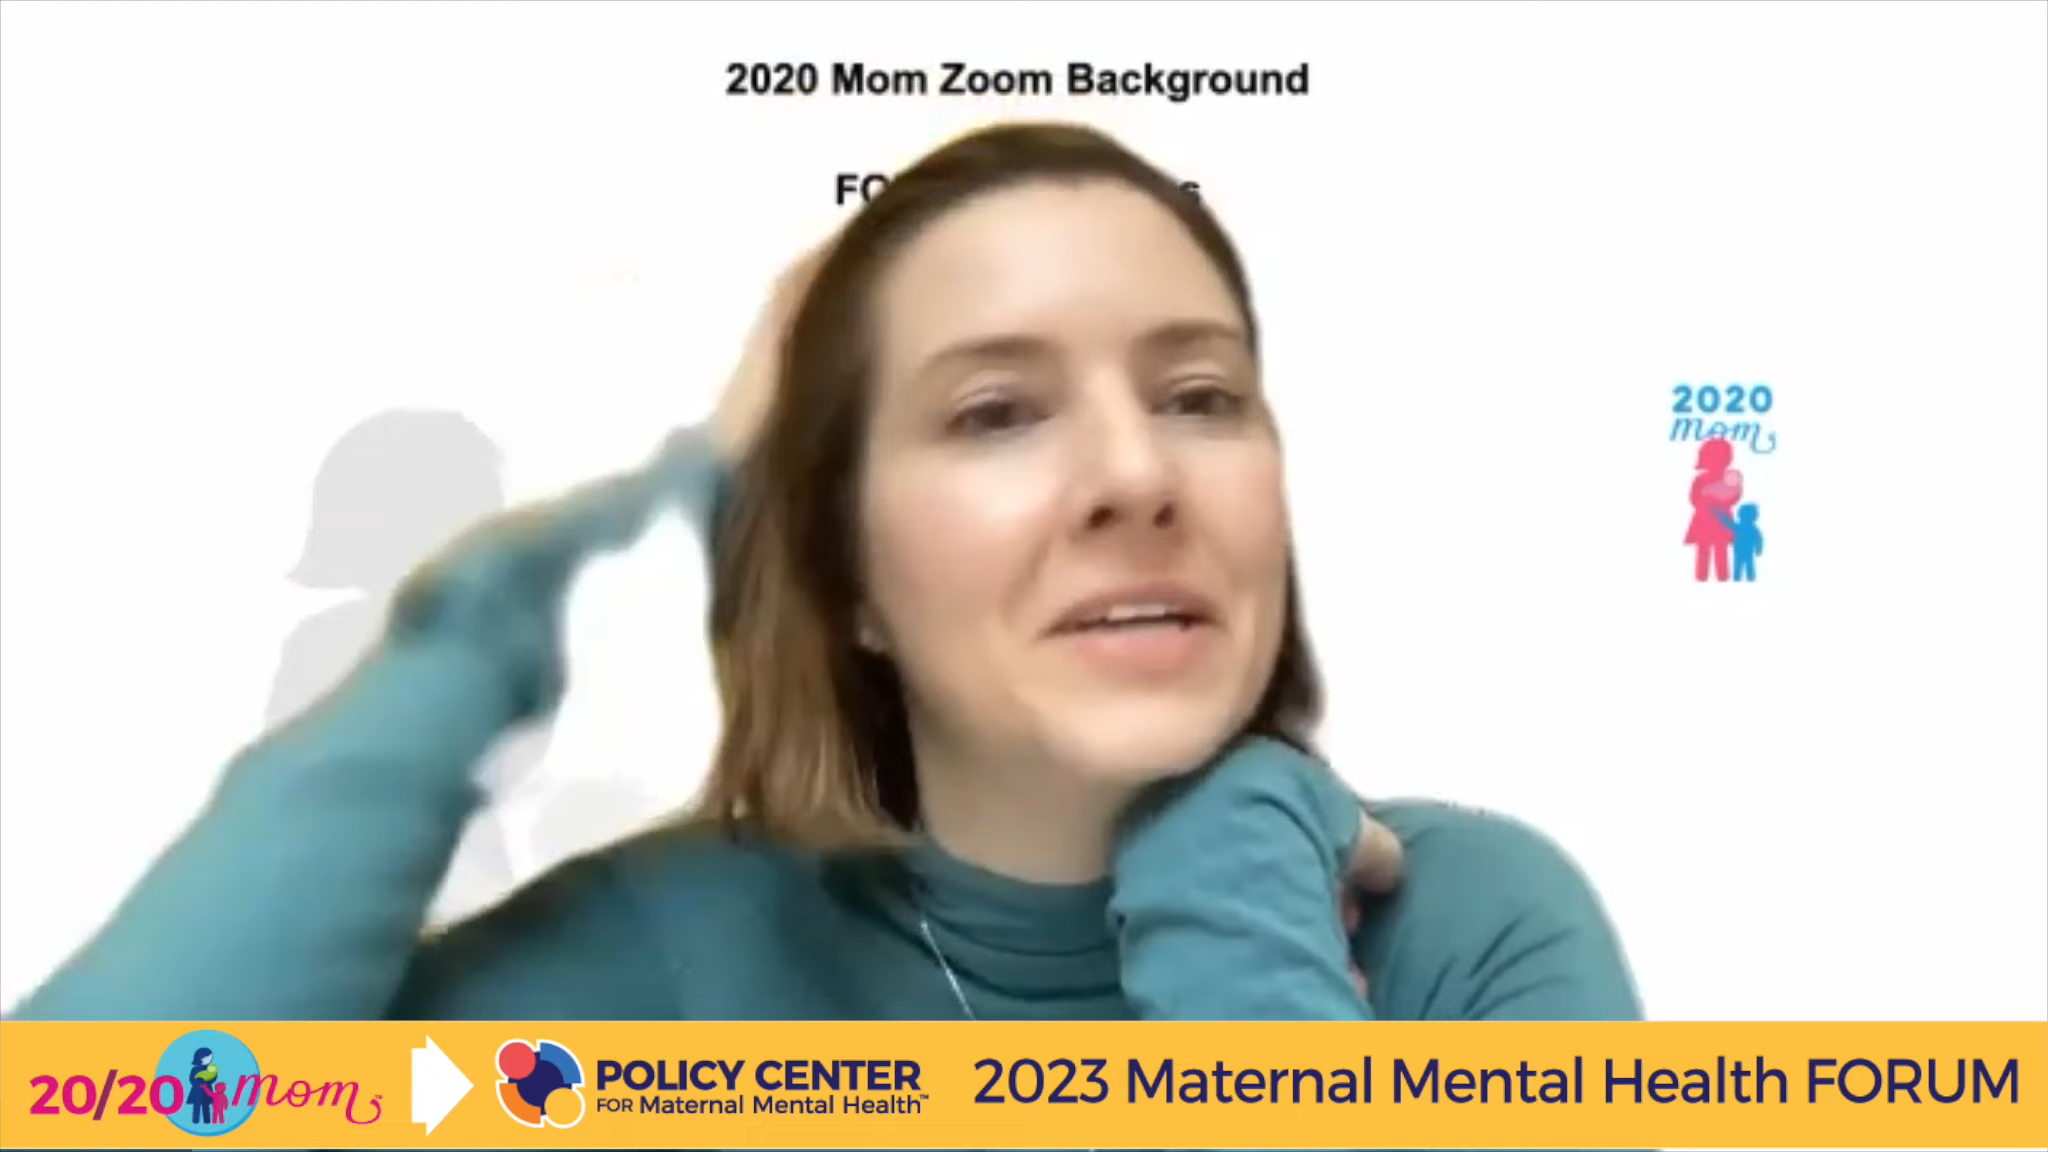 2020 Mom Zoom Background
2020
mom
20/20 mom
POLICY CENTER
FOR Maternal Mental Health™
2023 Maternal Mental Health FORUM